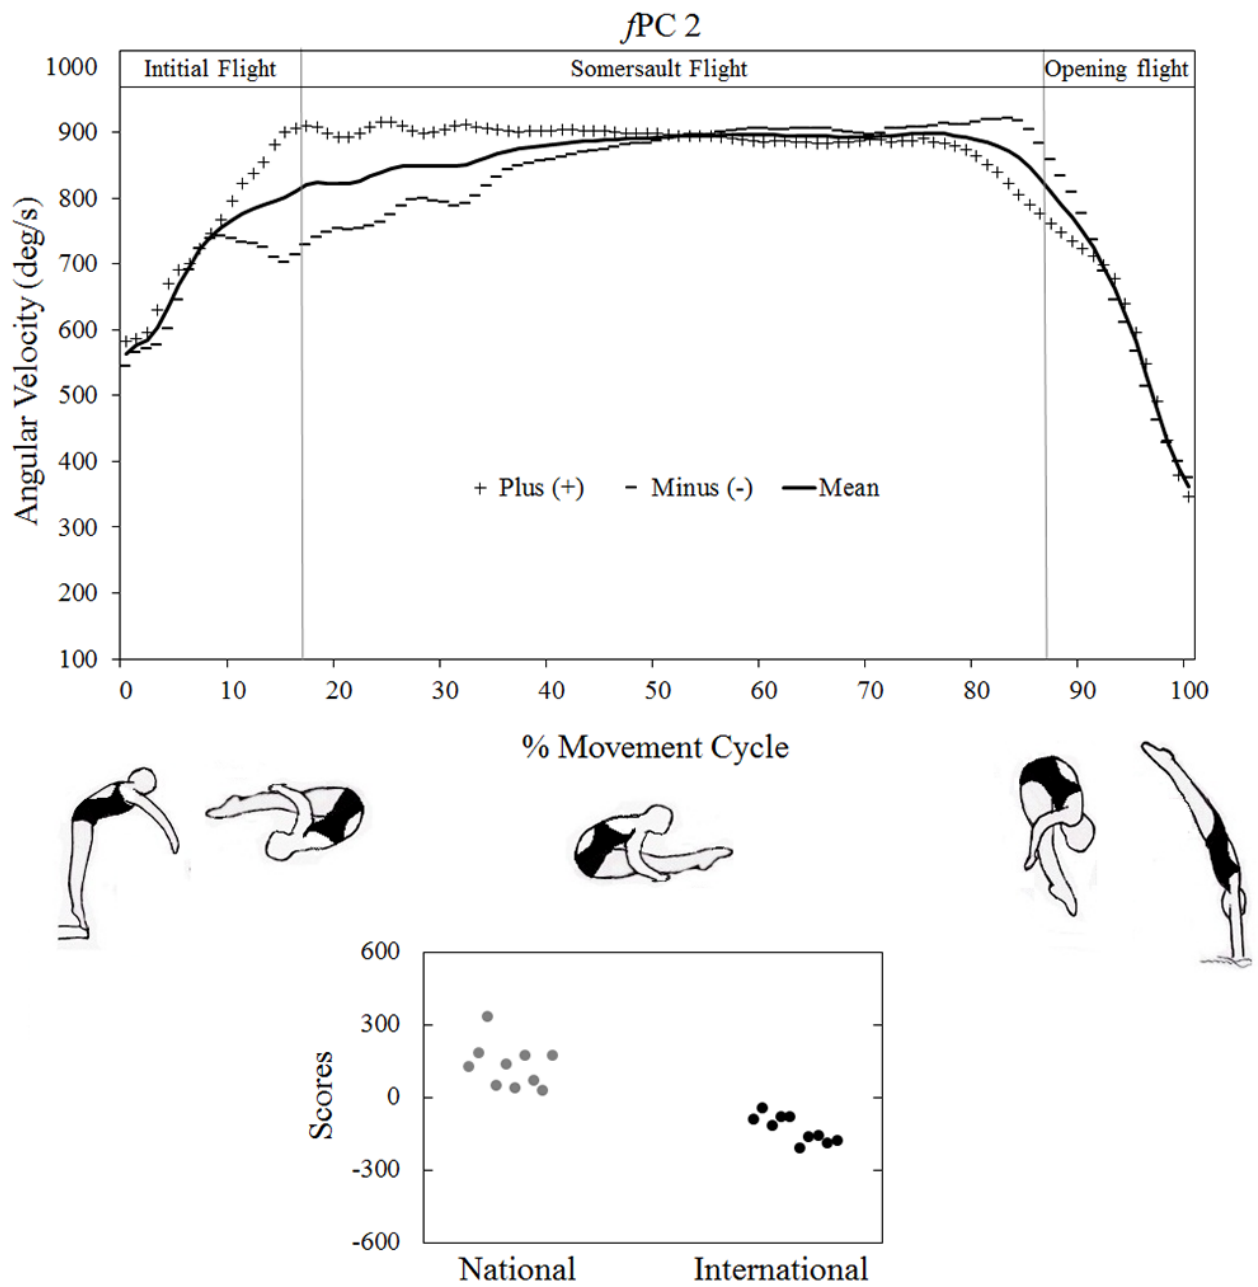 fPC 2
Intitial Flight Somersault Flight Opening flight
1000
900
800
700
600
500
400
300
200
100
Angular Velocity (deg/s)
+ Plus (+) - Minus (-) Mean
0 10 20 30 40 50 60 70 80 90 100
% Movement Cycle
600
300
0
-300
-600
Scores
National International